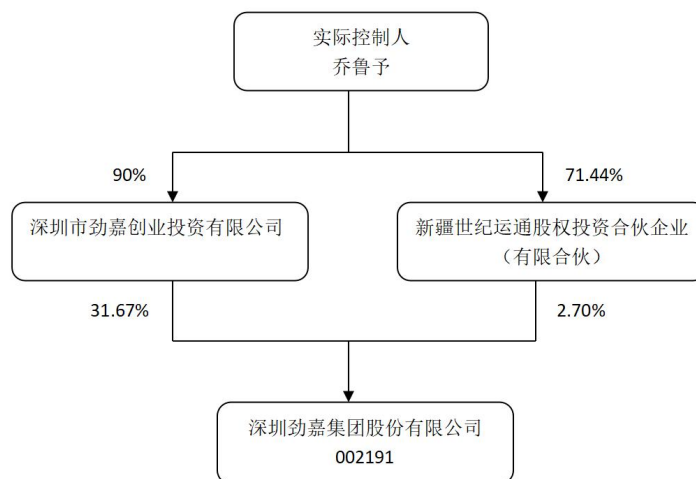 实际控制人
乔鲁予
90%
71.44%
深圳市劲嘉创业投资有限公司
新疆世纪运通股权投资合伙企业
（有限合伙）
31.67%
2.70%
深圳劲嘉集团股份有限公司
002191